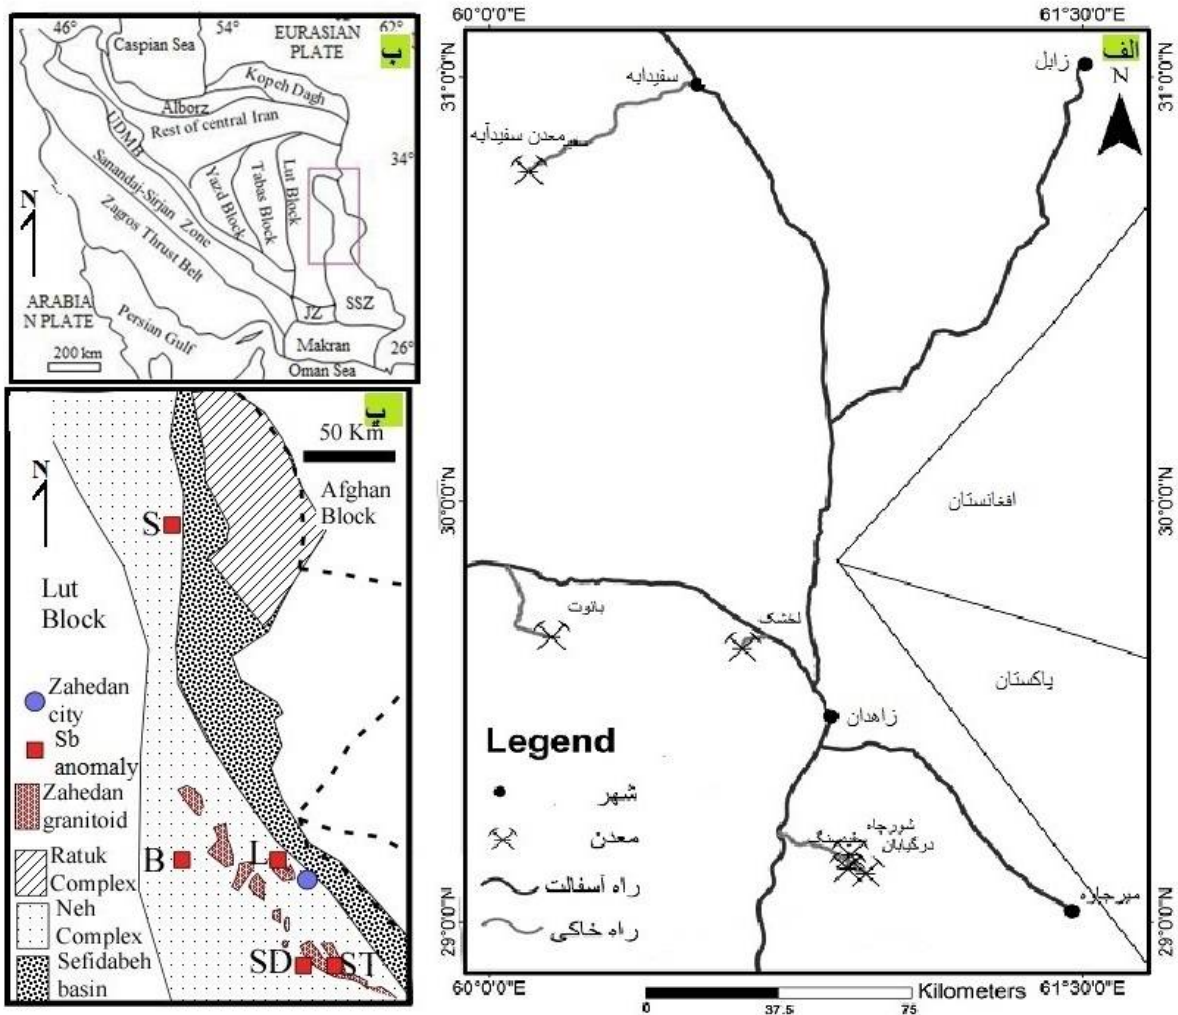 46°
54°
62°
Caspian Sea
EURASIAN
PLATE
ب
Kopeh Dagh
Alborz
Rest of central Iran
UDMB
34°
Sanandaj-Sirjan Zone
Yazd Block
Tabas Block
Lut Block
N
Zagros Thrust Belt
ARABIA
N PLATE
Persian Gulf
JZ
SSZ
200 km
Makran
26°
Oman Sea
50 Km
N
Afghan
Block
S
Lut
Block
Zahedan
city
Sb
anomaly
Zahedan
granitoid
B
L
Ratuk
Complex
Neh
Complex
SD
ST
Sefidabeh
basin
60°0'0"E
61°30'0"E
الف
زابل
سفیدابه
N
31°0'0"N
31°0'0"N
معدن سفیدآبه
30°0'0"N
افغانستان
30°0'0"N
بائوت
لخشک
پاکستان
زاهدان
Legend
شهر
معدن
شورچاه
درگیابان
راه آسفالت
میرجاوه
راه خاکی
29°0'0"N
29°0'0"N
60°0'0"E
61°30'0"E
Kilometers
0
37.5
75